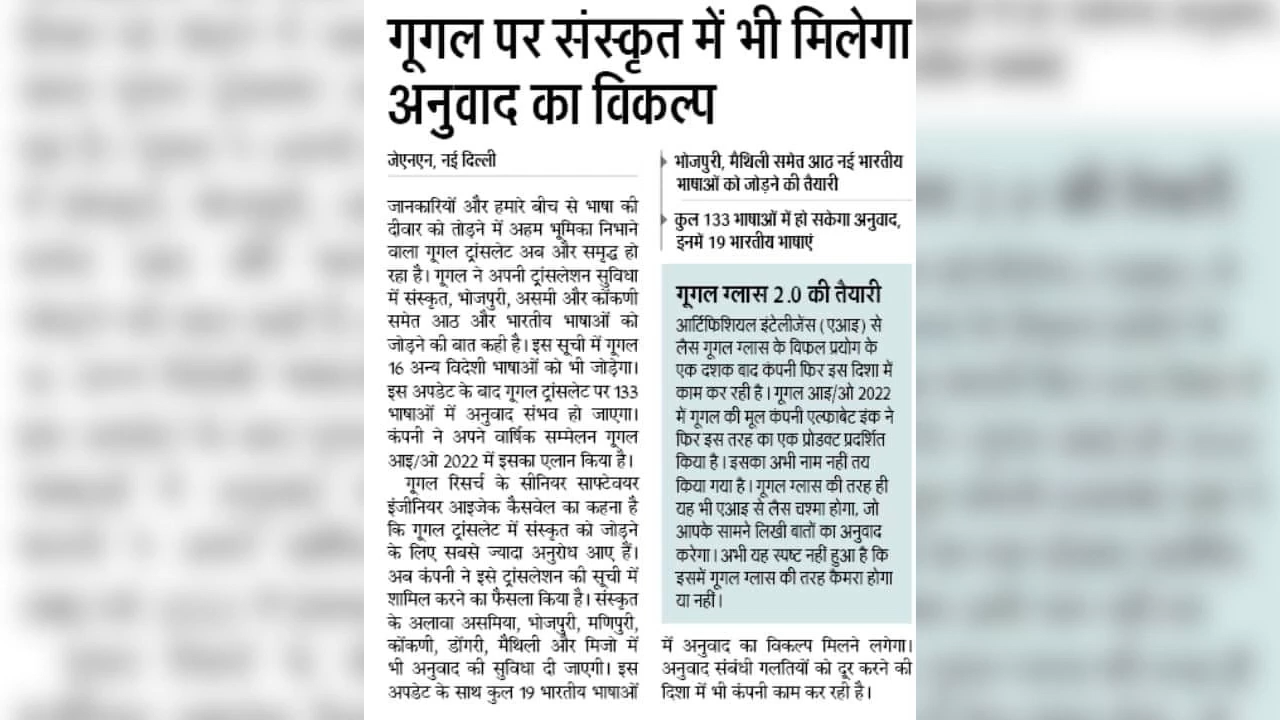 गूगल पर संस्कृत में भी मिलेगा
अनुवाद का विकल्प
जेएनएन, नई दिल्ली
जानकारियों और हमारे बीच से भाषा की
दीवार को तोड़ने में अहम भूमिका निभाने
वाला गूगल ट्रांसलेट अब और समृद्ध हो
रहा है। गूगल ने अपनी ट्रांसलेशन सुविधा
में संस्कृत, भोजपुरी, असमी और कोंकणी
समेत आठ और भारतीय भाषाओं को
जोड़ने की बात कही है। इस सूची में गूगल
16 अन्य विदेशी भाषाओं को भी जोड़ेगा।
इस अपडेट के बाद गूगल ट्रांसलेट पर 133
भाषाओं में अनुवाद संभव हो जाएगा।
कंपनी ने अपने वार्षिक सम्मेलन गूगल
आइ/ओ 2022 में इसका एलान किया है।
गूगल रिसर्च के सीनियर साफ्टवेयर
इंजीनियर आइजेक कैसवेल का कहना है
कि गूगल ट्रांसलेट में संस्कृत को जोड़ने
के लिए सबसे ज्यादा अनुरोध आए हैं।
अब कंपनी ने इसे ट्रांसलेशन की सूची में
शामिल करने का फैसला किया है। संस्कृत
के अलावा असमिया, भोजपुरी, मणिपुरी,
कोंकणी, डोंगरी, मैथिली और मिजो में
भी अनुवाद की सुविधा दी जाएगी। इस
अपडेट के साथ कुल 19 भारतीय भाषाओं
भोजपुरी, मैथिली समेत आठ नई भारतीय
भाषाओं को जोड़ने की तैयारी
कुल 133 भाषाओं में हो सकेगा अनुवाद,
इनमें 19 भारतीय भाषाएं
गूगल ग्लास 2.0 की तैयारी
आर्टिफिशियल इंटेलीजेंस (एआइ) से
लैस गूगल ग्लास के विफल प्रयोग के
एक दशक बाद कंपनी फिर इस दिशा में
काम कर रही है। गूगल आइ/ओ 2022
में गूगल की मूल कंपनी एल्फाबेट इंक ने
फिर इस तरह का एक प्रोडक्ट प्रदर्शित
किया है। इसका अभी नाम नहीं तय
किया गया है। गूगल ग्लास की तरह ही
यह भी एआइ से लैस चश्मा होगा, जो
आपके सामने लिखी बातों का अनुवाद
करेगा। अभी यह स्पष्ट नहीं हुआ है कि
इसमें गूगल ग्लास की तरह कैमरा होगा
या नहीं।
में अनुवाद का विकल्प मिलने लगेगा।
अनुवाद संबंधी गलतियों को दूर करने की
दिशा में भी कंपनी काम कर रही है।